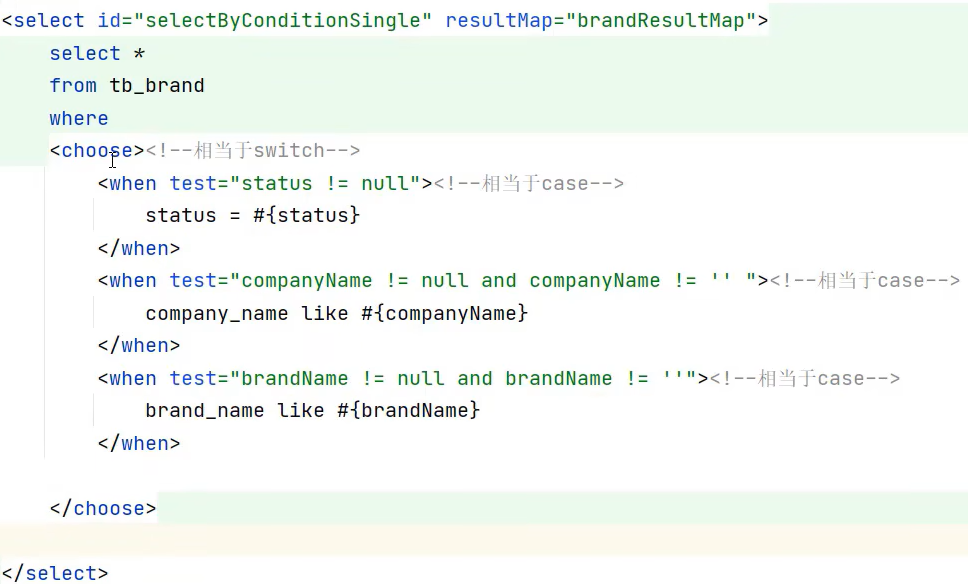 <select id="selectByConditionSingle" resultMap="brandResultMap">
    select *
    from tb_brand
    where
    <choose><!--相当于switch-->
        <when test="status != null"><!--相当于case-->
            status = #{status}
        </when>
        <when test="companyName != null and companyName != '' "><!--相当于case-->
            company_name like #{companyName}
        </when>
        <when test="brandName != null and brandName != ''"><!--相当于case-->
            brand_name like #{brandName}
        </when>
    </choose>
</select>